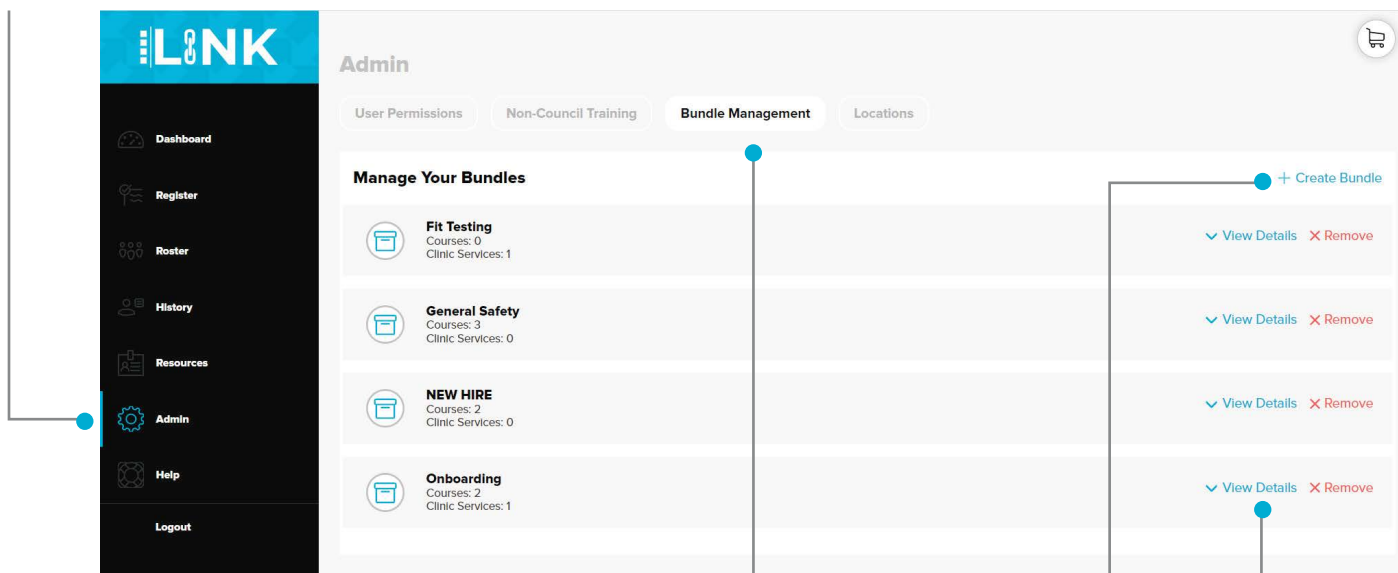 LINK
Dashboard
Register
Roster
History
Resources
Admin
Help
Logout
Admin
User Permissions
Non-Council Training
Bundle Management
Locations
Manage Your Bundles
+ Create Bundle
Fit Testing
Courses: 0
Clinic Services: 1
View Details
Remove
General Safety
Courses: 3
Clinic Services: 0
View Details
Remove
NEW HIRE
Courses: 2
Clinic Services: 0
View Details
Remove
Onboarding
Courses: 2
Clinic Services: 1
View Details
Remove